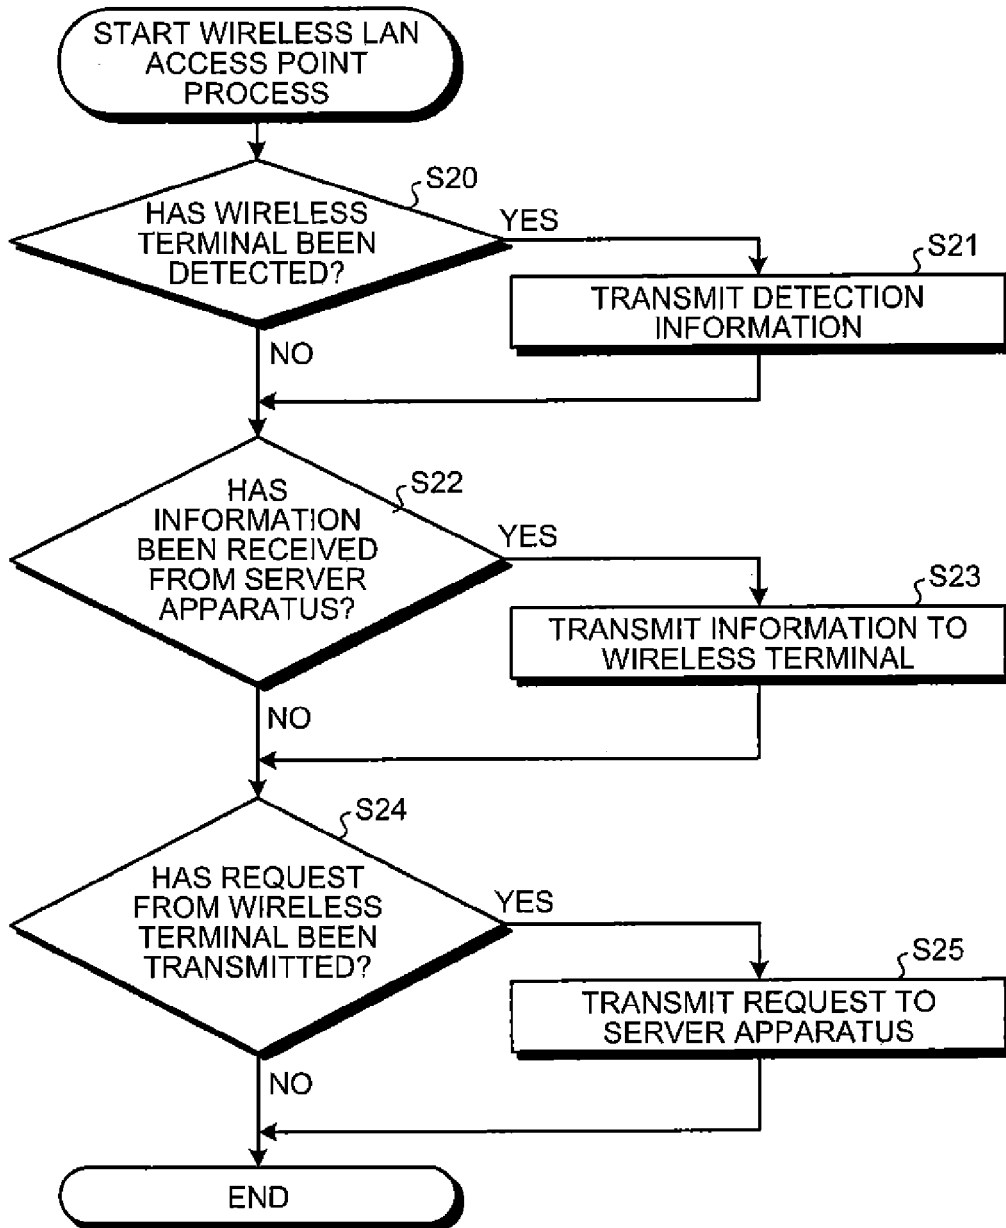 START WIRELESS LAN
ACCESS POINT
PROCESS
S20
HAS WIRELESS
TERMINAL BEEN
DETECTED?
YES
S21
TRANSMIT DETECTION
INFORMATION
NO
S22
HAS
INFORMATION
BEEN RECEIVED
FROM SERVER
APPARATUS?
YES
S23
TRANSMIT INFORMATION TO
WIRELESS TERMINAL
NO
S24
HAS REQUEST
FROM WIRELESS
TERMINAL BEEN
TRANSMITTED?
YES
S25
TRANSMIT REQUEST TO
SERVER APPARATUS
NO
END